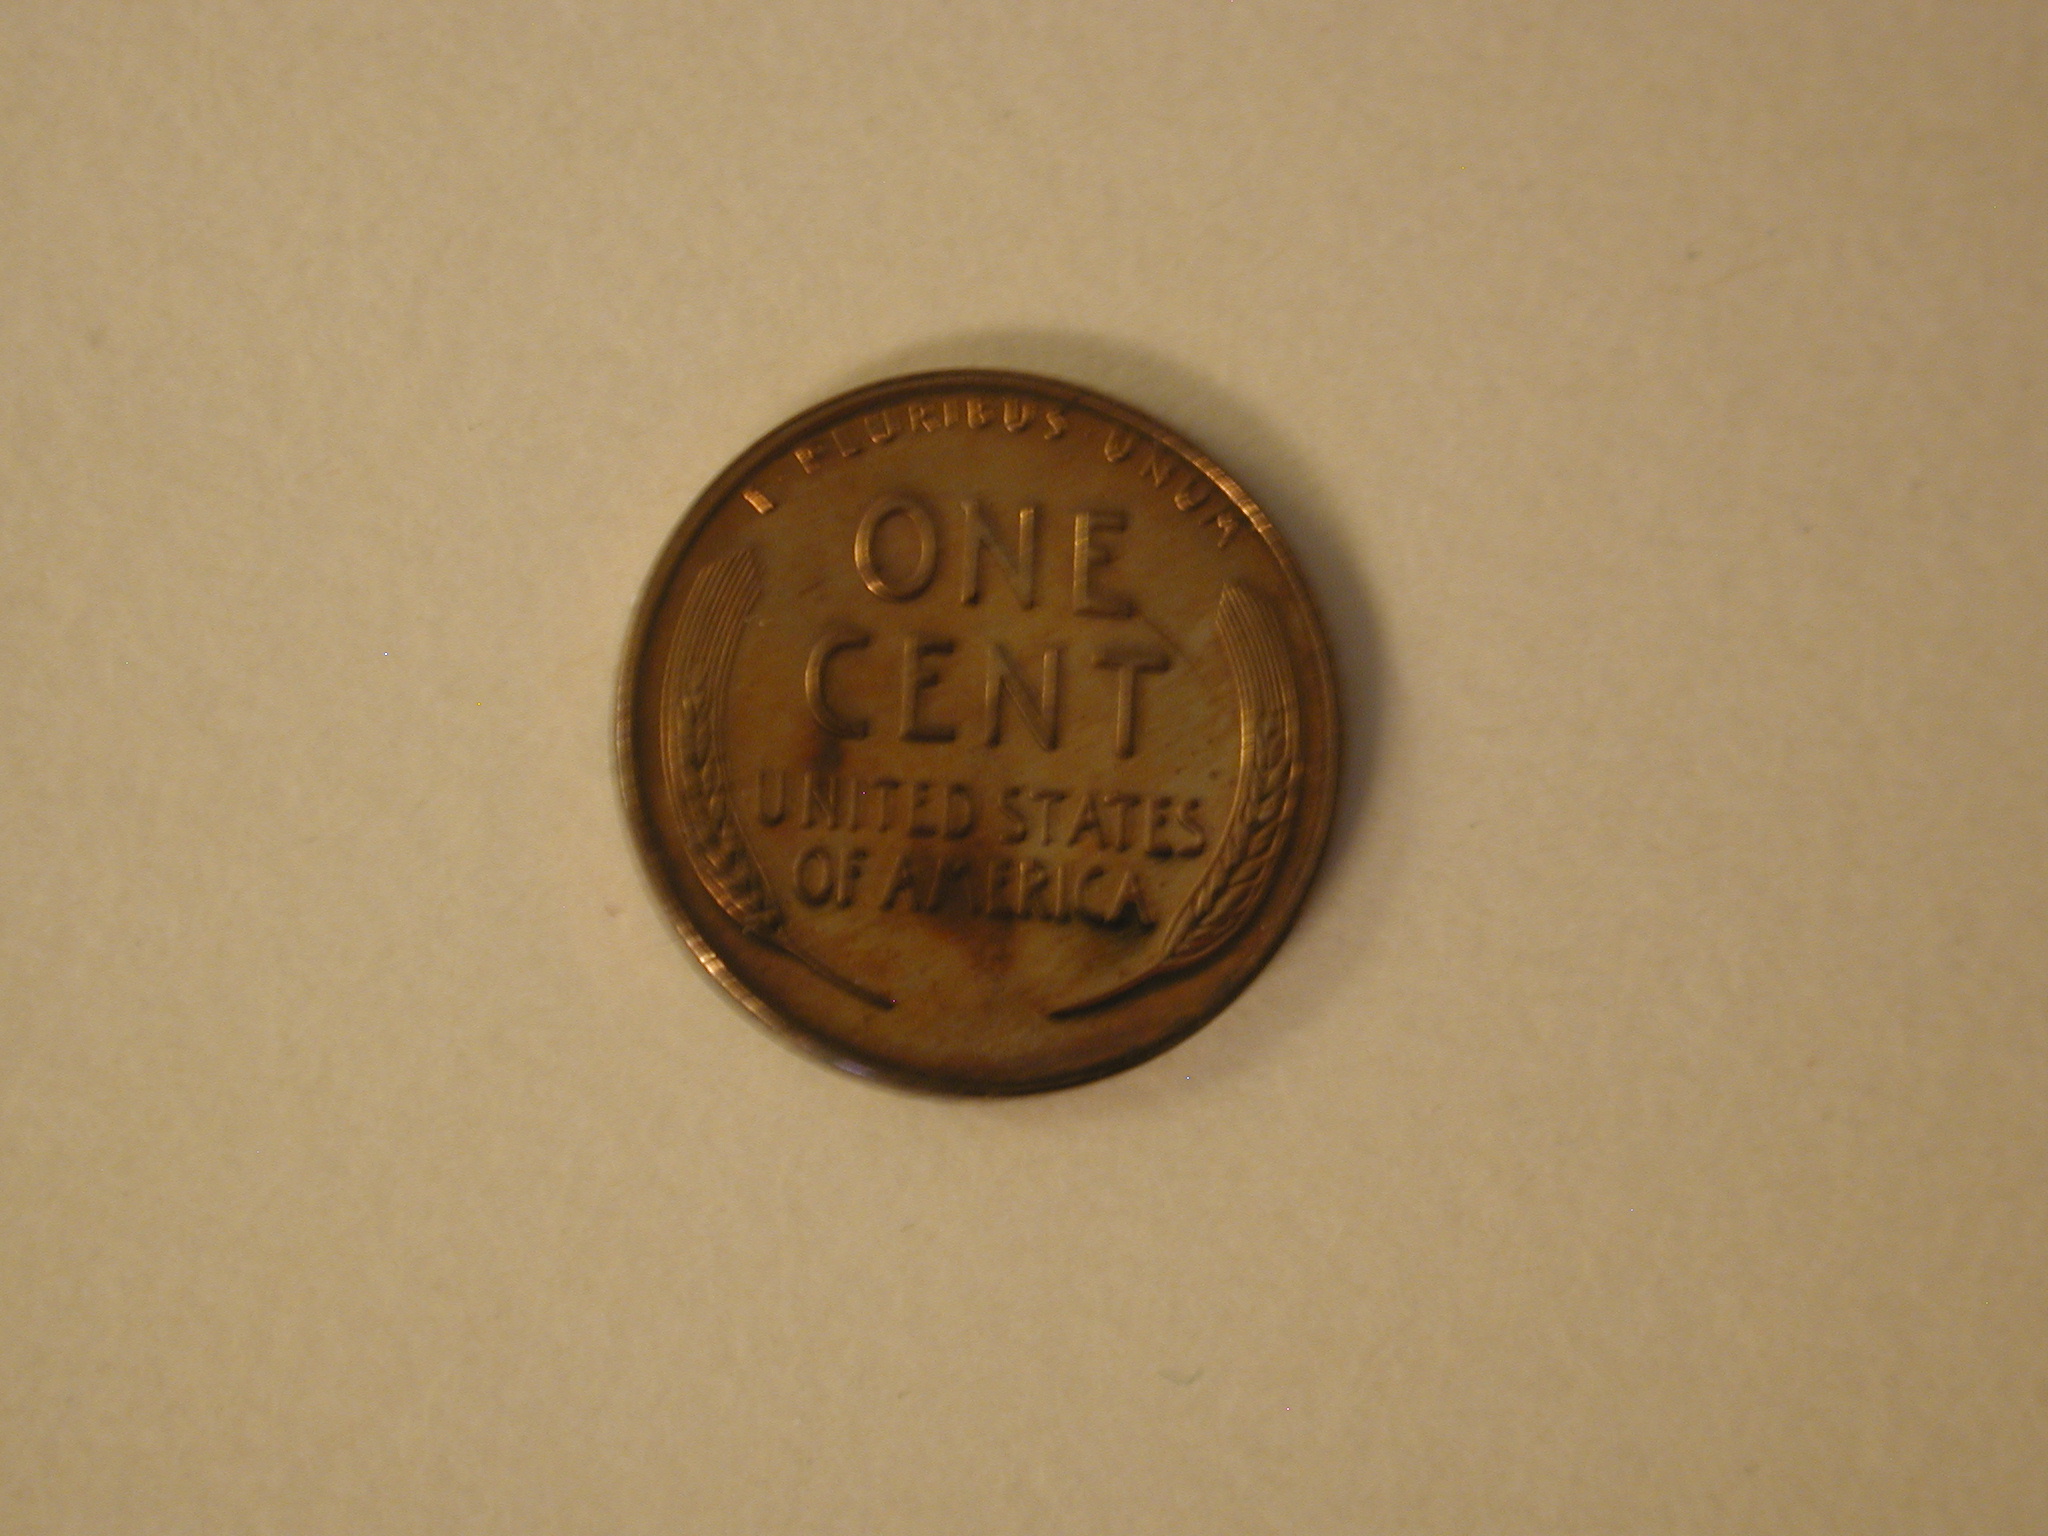 E PLURIBUS UNUM
ONE
CENT
UNITED STATES
OF AMERICA